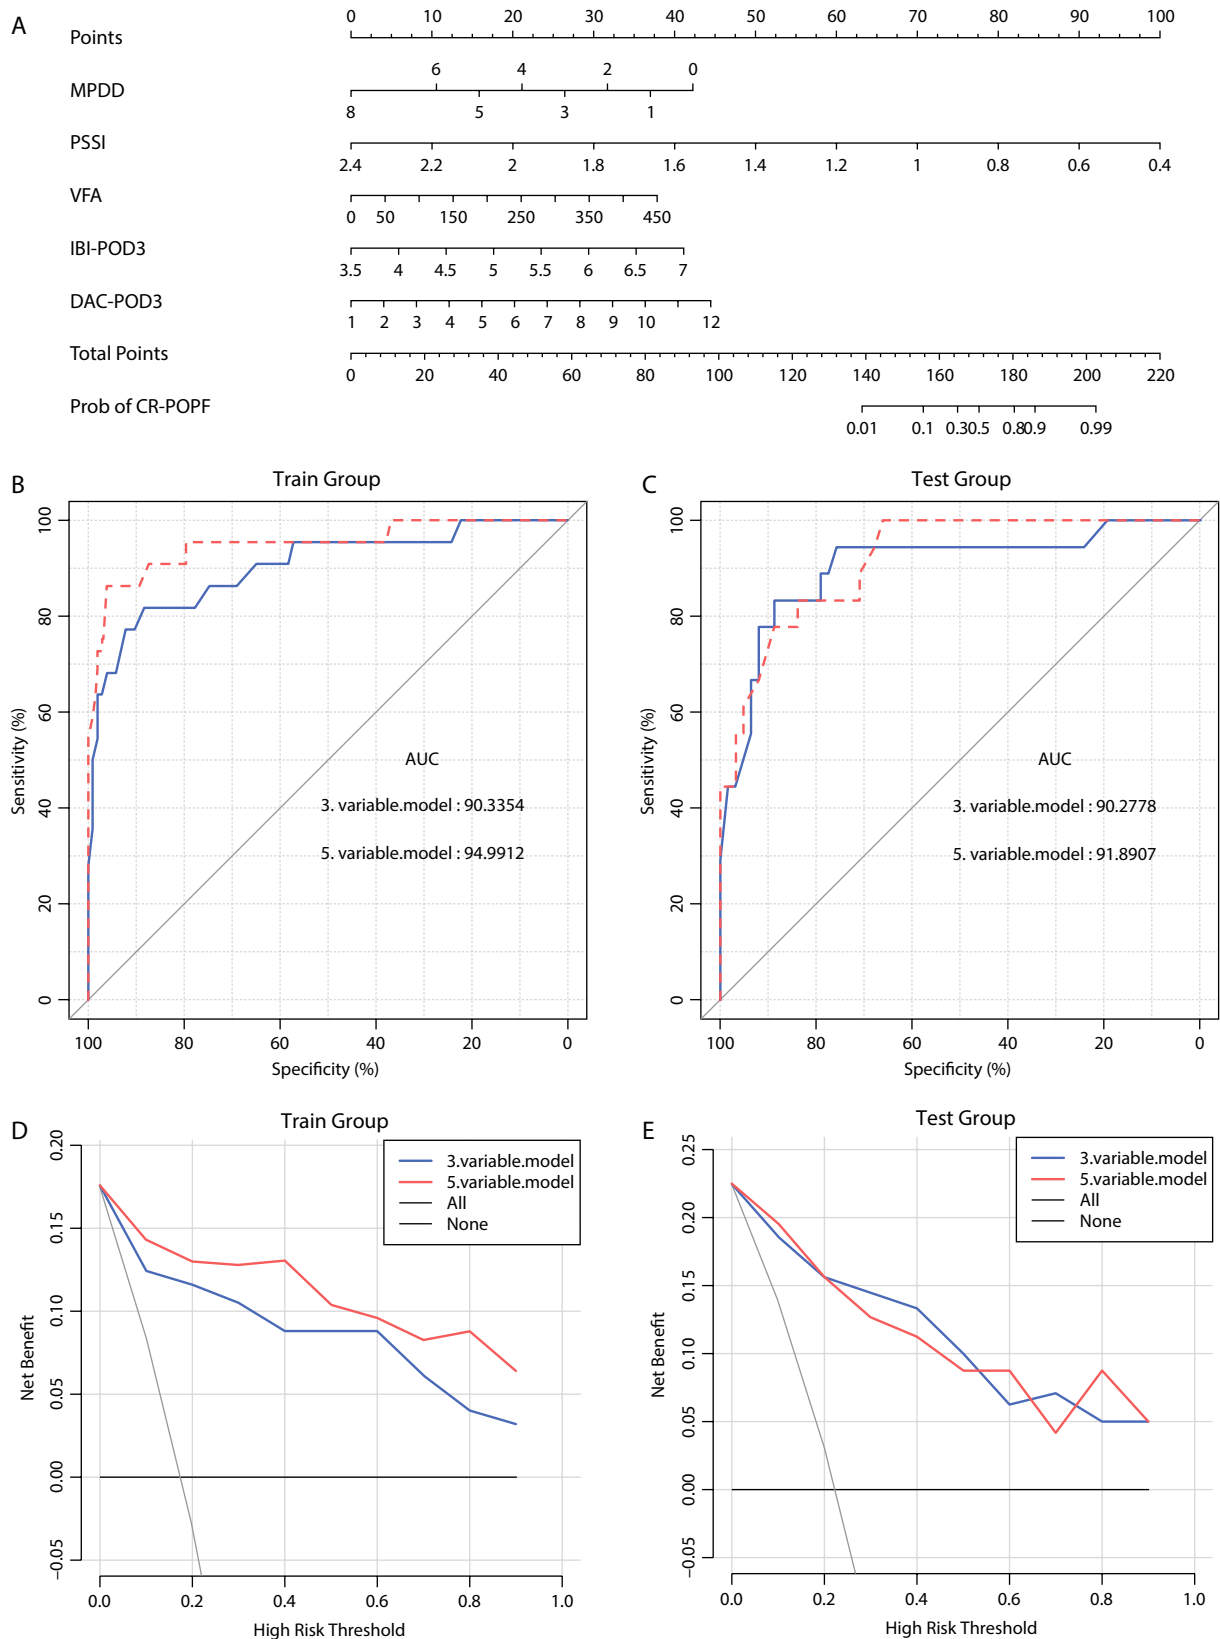 A
Points
0 10 20 30 40 50 60 70 80 90 100
MPDD
6 4 2 0
8 5 3 1
PSSI
2.4 2.2 2 1.8 1.6 1.4 1.2 1 0.8 0.6 0.4
VFA
0 50 150 250 350 450
IBI-POD3
3.5 4 4.5 5 5.5 6 6.5 7
DAC-POD3
1 2 3 4 5 6 7 8 9 10 12
Total Points
0 20 40 60 80 100 120 140 160 180 200 220
Prob of CR-POPF
0.01 0.1 0.3 0.5 0.8 0.9 0.99
B
Train Group
Sensitivity (%)
100
80
60
40
20
0
AUC
3. variable.model : 90.3354
5. variable.model : 94.9912
100 80 60 40 20 0
Specificity (%)
C
Test Group
Sensitivity (%)
100
80
60
40
20
0
AUC
3. variable.model : 90.2778
5. variable.model : 91.8907
100 80 60 40 20 0
Specificity (%)
D
Train Group
3.variable.model
5.variable.model
All
None
Net Benefit
0.20
0.15
0.10
0.05
0.00
−0.05
0.0 0.2 0.4 0.6 0.8 1.0
High Risk Threshold
E
Test Group
3.variable.model
5.variable.model
All
None
Net Benefit
0.25
0.20
0.15
0.10
0.05
0.00
−0.05
0.0 0.2 0.4 0.6 0.8 1.0
High Risk Threshold